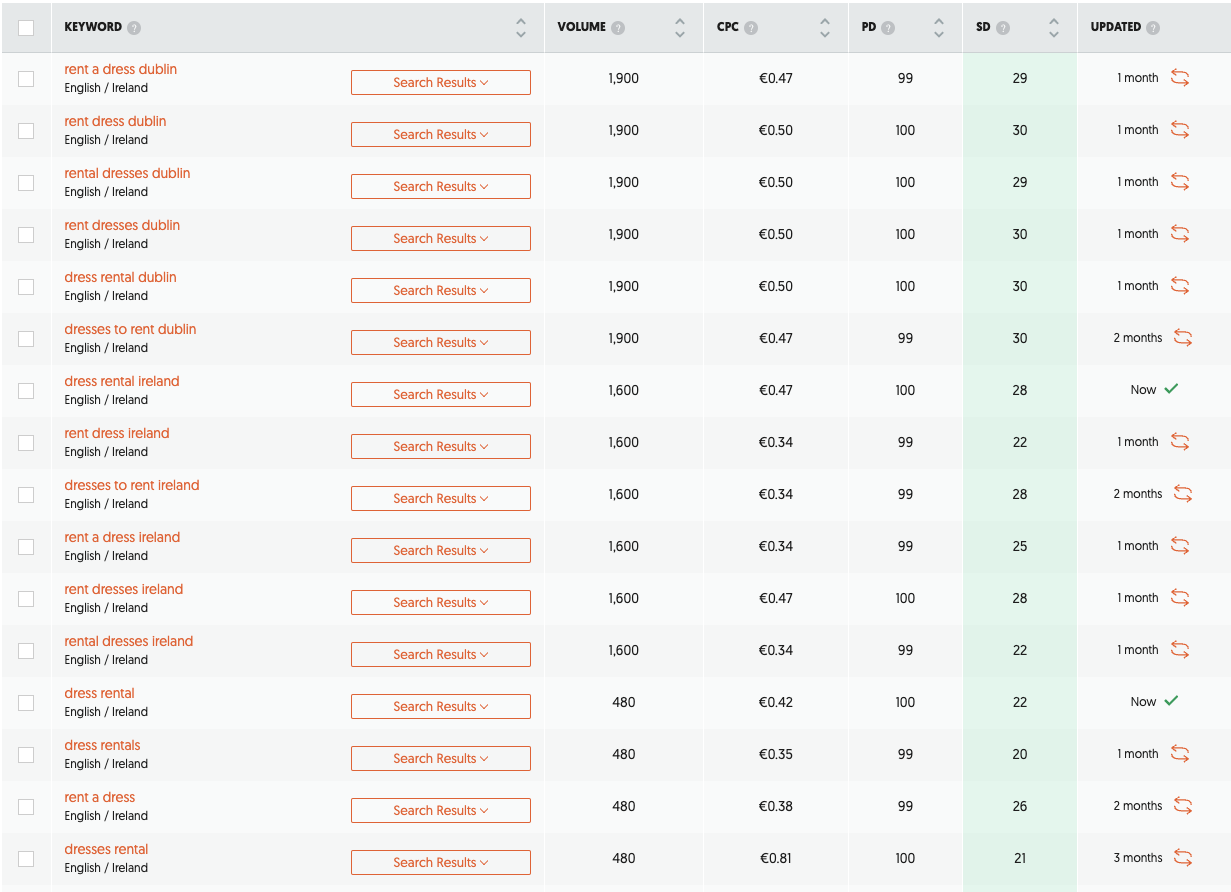 KEYWORD ? VOLUME ? CPC ? PD ? SD ? UPDATED ?
rent a dress dublin
English / Ireland
Search Results 1,900 €0.47 99 29 1 month
rent dress dublin
English / Ireland
Search Results 1,900 €0.50 100 30 1 month
rental dresses dublin
English / Ireland
Search Results 1,900 €0.50 100 29 1 month
rent dresses dublin
English / Ireland
Search Results 1,900 €0.50 100 30 1 month
dress rental dublin
English / Ireland
Search Results 1,900 €0.50 100 30 1 month
dresses to rent dublin
English / Ireland
Search Results 1,900 €0.47 99 30 2 months
dress rental ireland
English / Ireland
Search Results 1,600 €0.47 100 28 Now
rent dress ireland
English / Ireland
Search Results 1,600 €0.34 99 22 1 month
dresses to rent ireland
English / Ireland
Search Results 1,600 €0.34 99 28 2 months
rent a dress ireland
English / Ireland
Search Results 1,600 €0.34 99 25 1 month
rent dresses ireland
English / Ireland
Search Results 1,600 €0.47 100 28 1 month
rental dresses ireland
English / Ireland
Search Results 1,600 €0.34 99 22 1 month
dress rental
English / Ireland
Search Results 480 €0.42 100 22 Now
dress rentals
English / Ireland
Search Results 480 €0.35 99 20 1 month
rent a dress
English / Ireland
Search Results 480 €0.38 99 26 2 months
dresses rental
English / Ireland
Search Results 480 €0.81 100 21 3 months